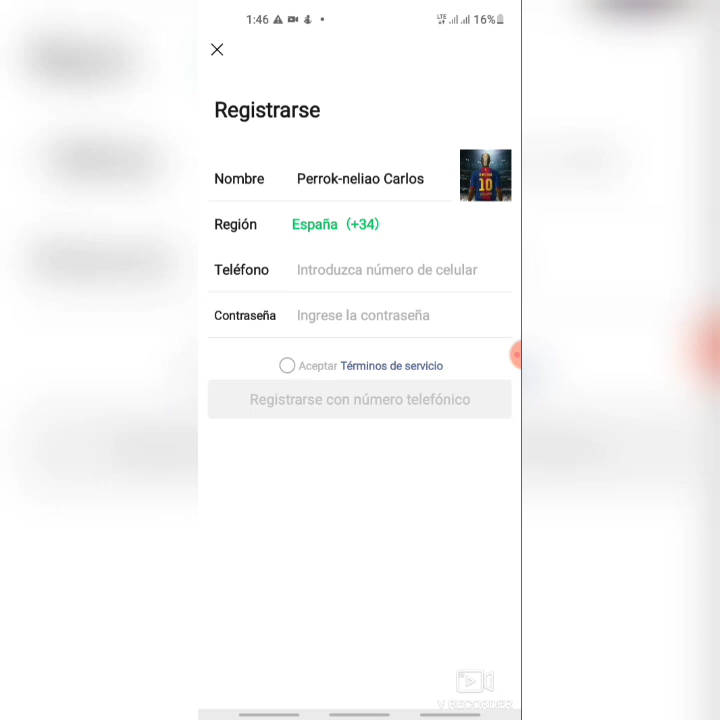 1:46 16%
Registrarse
Nombre Perrok-neliao Carlos
10
Región España (+34)
Teléfono Introduzca número de celular
Contraseña Ingrese la contraseña
Aceptar Términos de servicio
Registrarse con número telefónico
V RECORDER